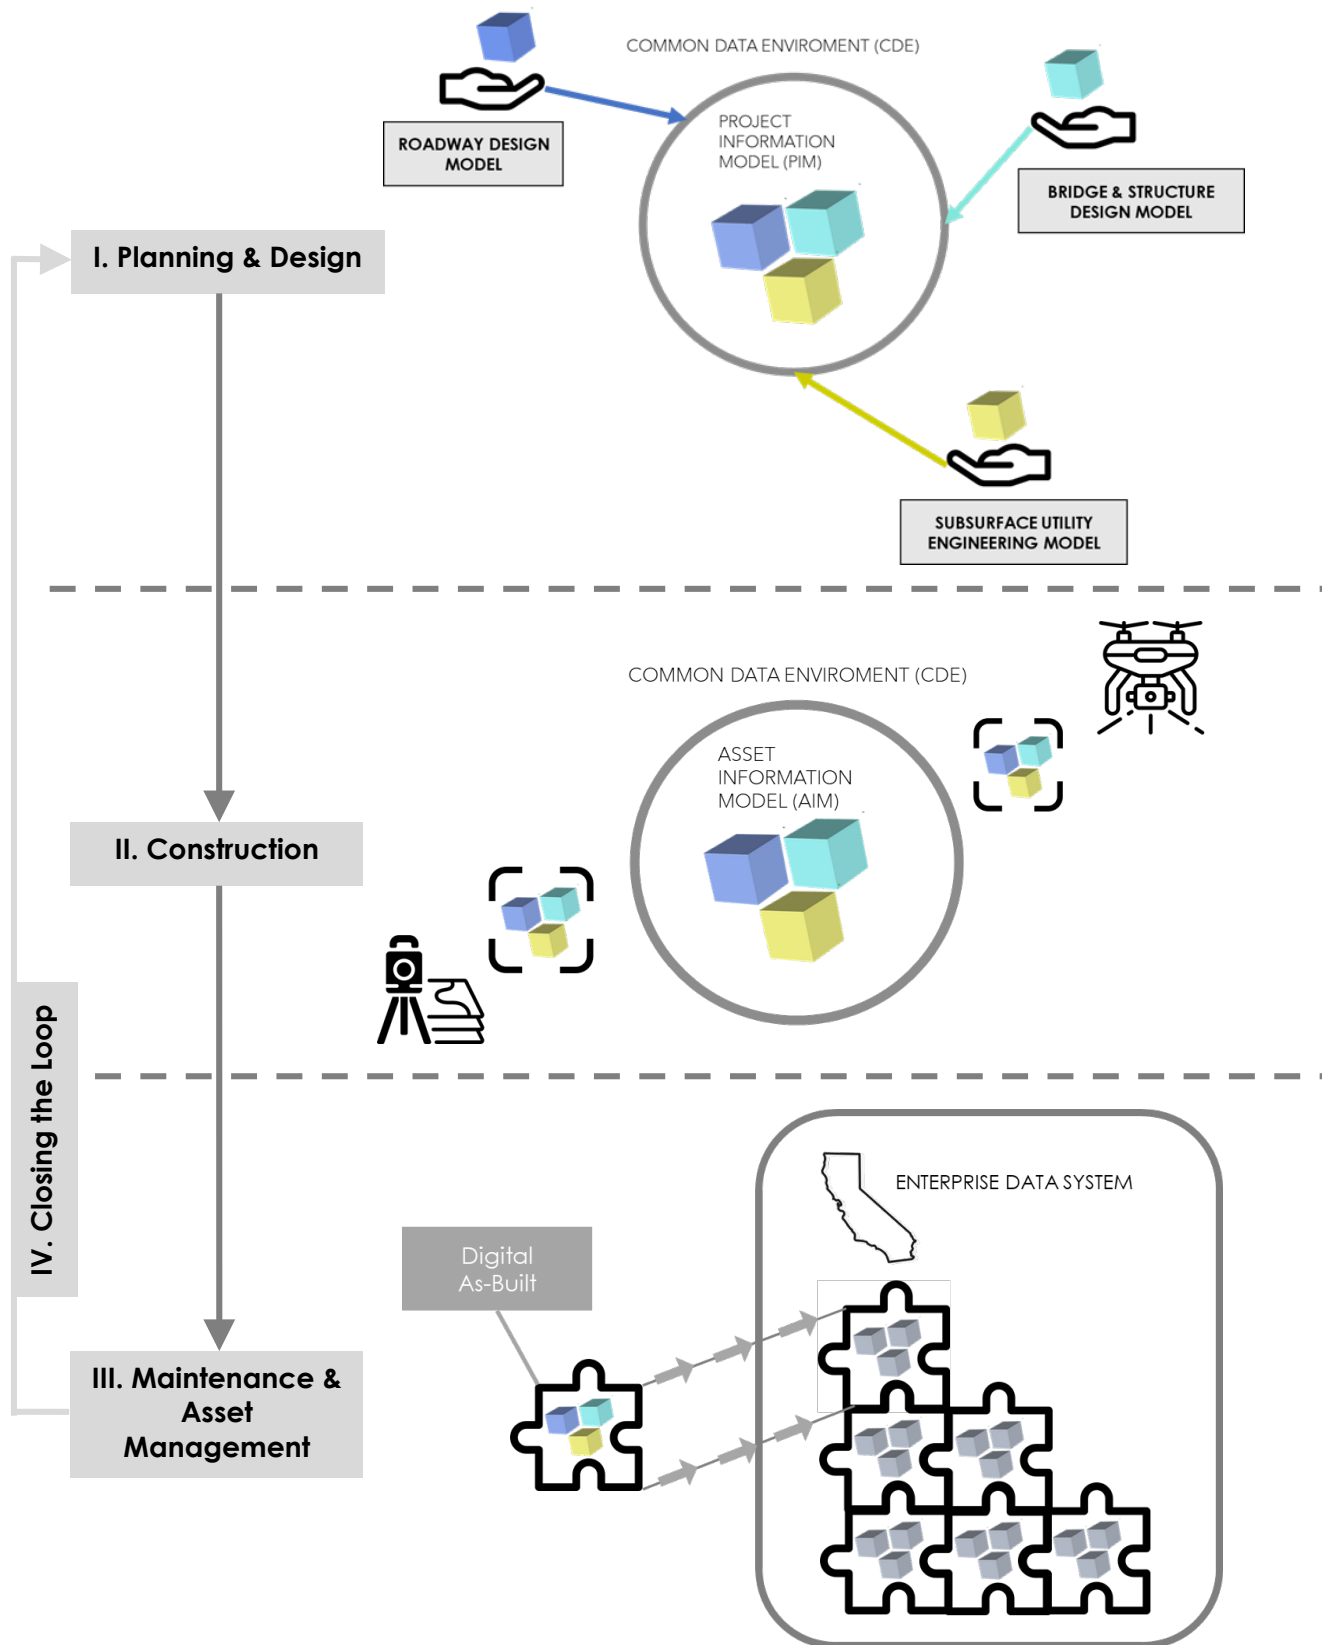 COMMON DATA ENVIROMENT (CDE)
PROJECT
INFORMATION
MODEL (PIM)
ROADWAY DESIGN
MODEL
BRIDGE & STRUCTURE
DESIGN MODEL
I. Planning & Design
SUBSURFACE UTILITY
ENGINEERING MODEL
COMMON DATA ENVIROMENT (CDE)
ASSET
INFORMATION
MODEL (AIM)
II. Construction
IV. Closing the Loop
ENTERPRISE DATA SYSTEM
Digital
As-Built
III. Maintenance &
Asset
Management